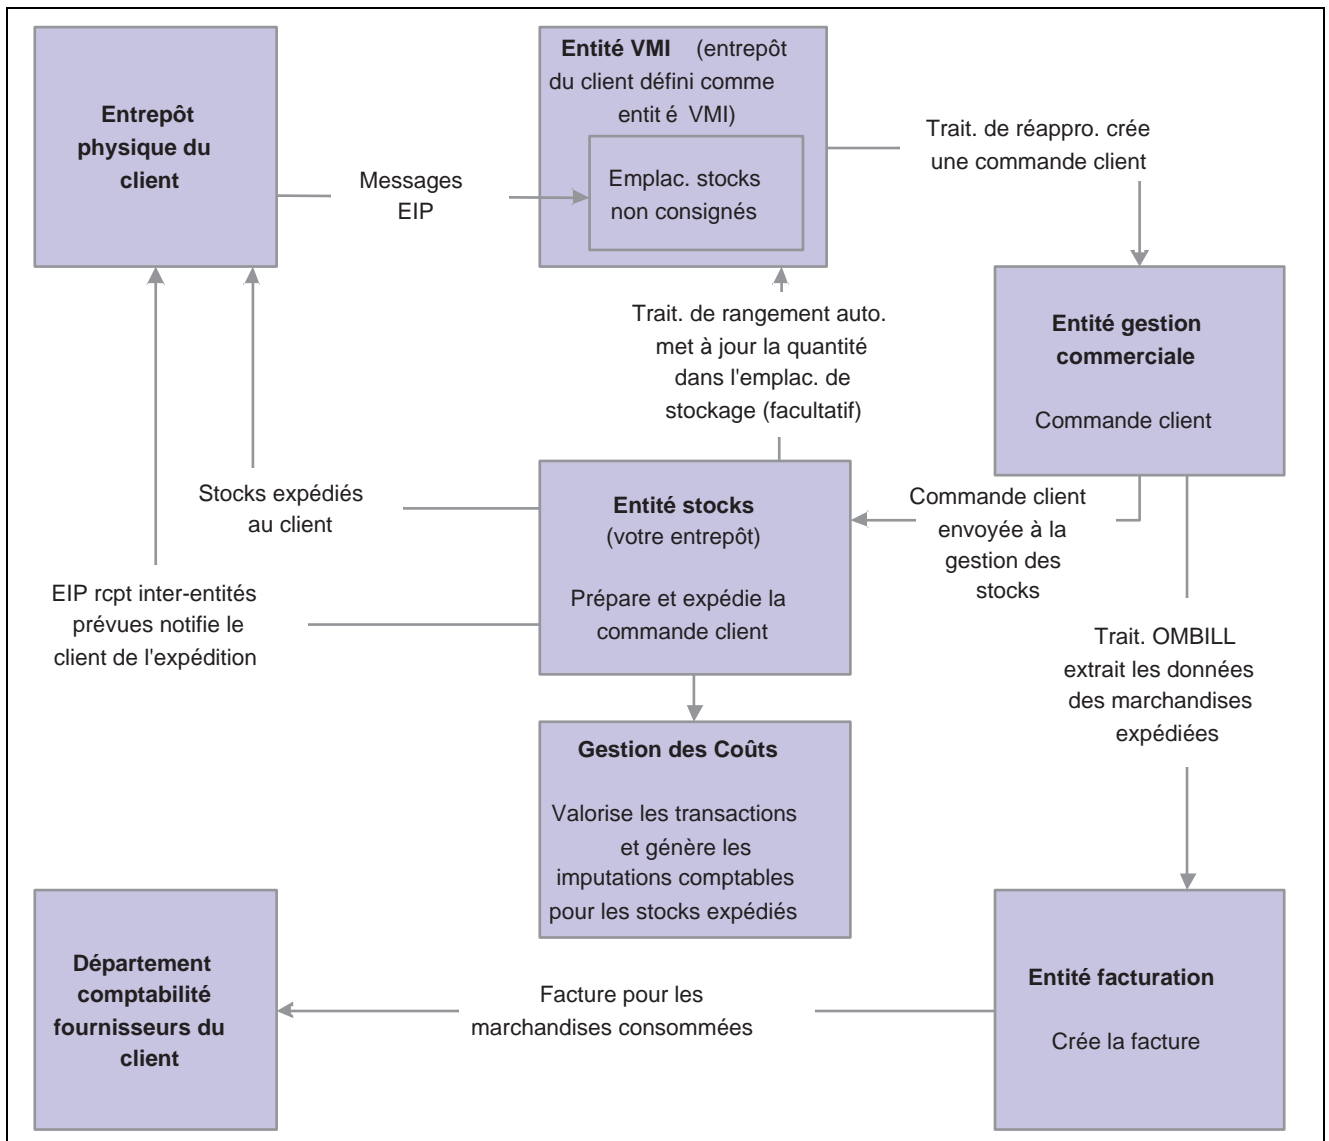 Entrepôt
physique du
client
Messages
EIP
Entité VMI (entrepôt
du client défini comme
entit é VMI)
Emplac. stocks
non consignés
Trait. de réappro. crée
une commande client
Entité gestion
commerciale
Commande client
Trait. de rangement auto.
met à jour la quantité
dans l'emplac. de
stockage (facultatif)
Stocks expédiés
au client
Entité stocks
(votre entrepôt)
Prépare et expédie la
commande client
Commande client
envoyée à la
gestion des
stocks
EIP rcpt inter-entités
prévues notifie le
client de l'expédition
Trait. OMBILL
extrait les données
des marchandises
expédiées
Gestion des Coûts
Valorise les transactions
et génère les
imputations comptables
pour les stocks expédiés
Département
comptabilité
fournisseurs du
client
Facture pour les
marchandises consommées
Entité facturation
Crée la facture